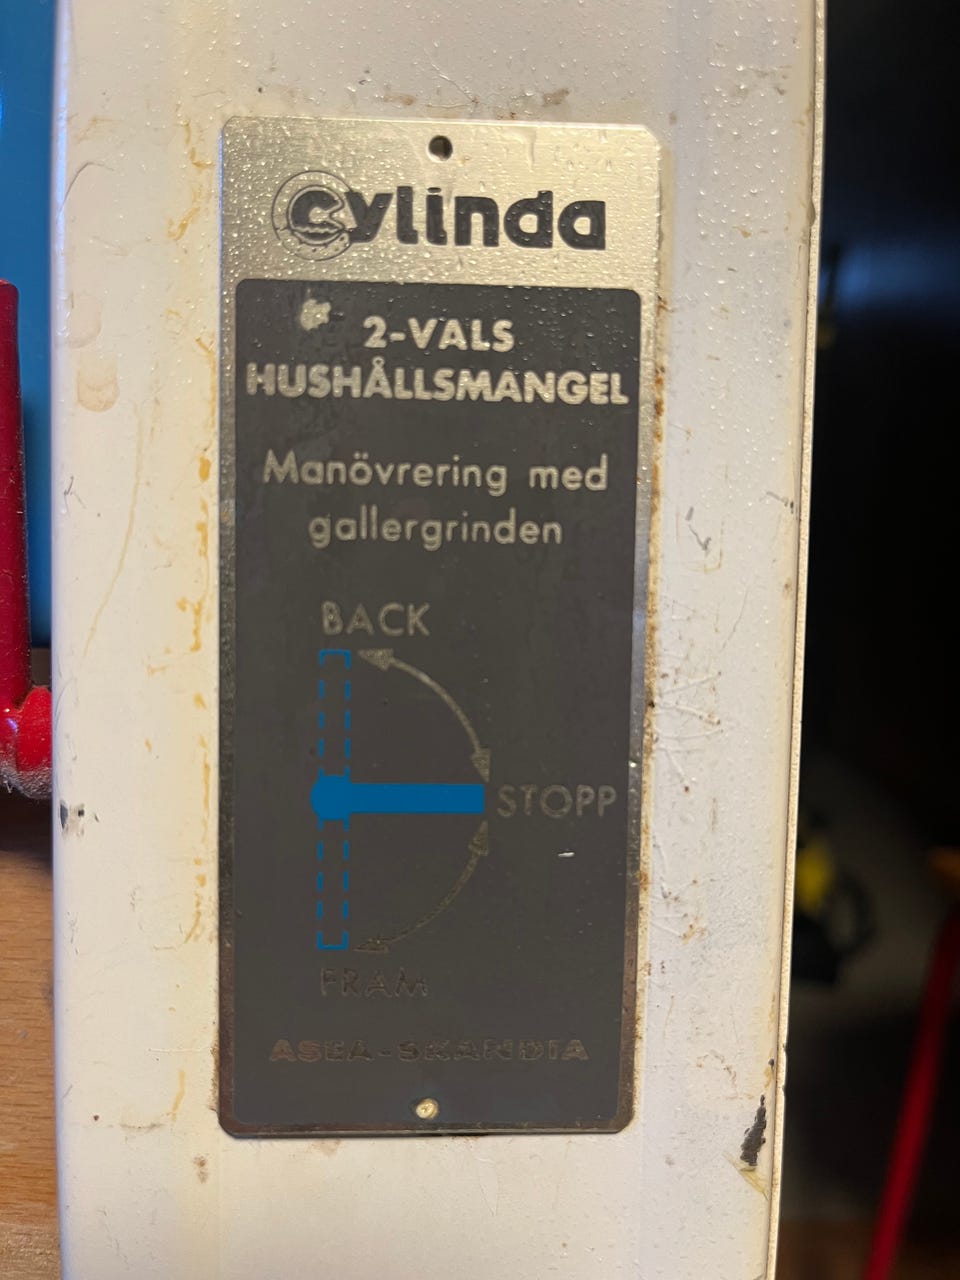 Cylinda
2-VALS
HUSHÅLLSMANGEL
Manövrering med
gallergrinden
BACK
STOPP
FRAM
ASEA-SKANDIA